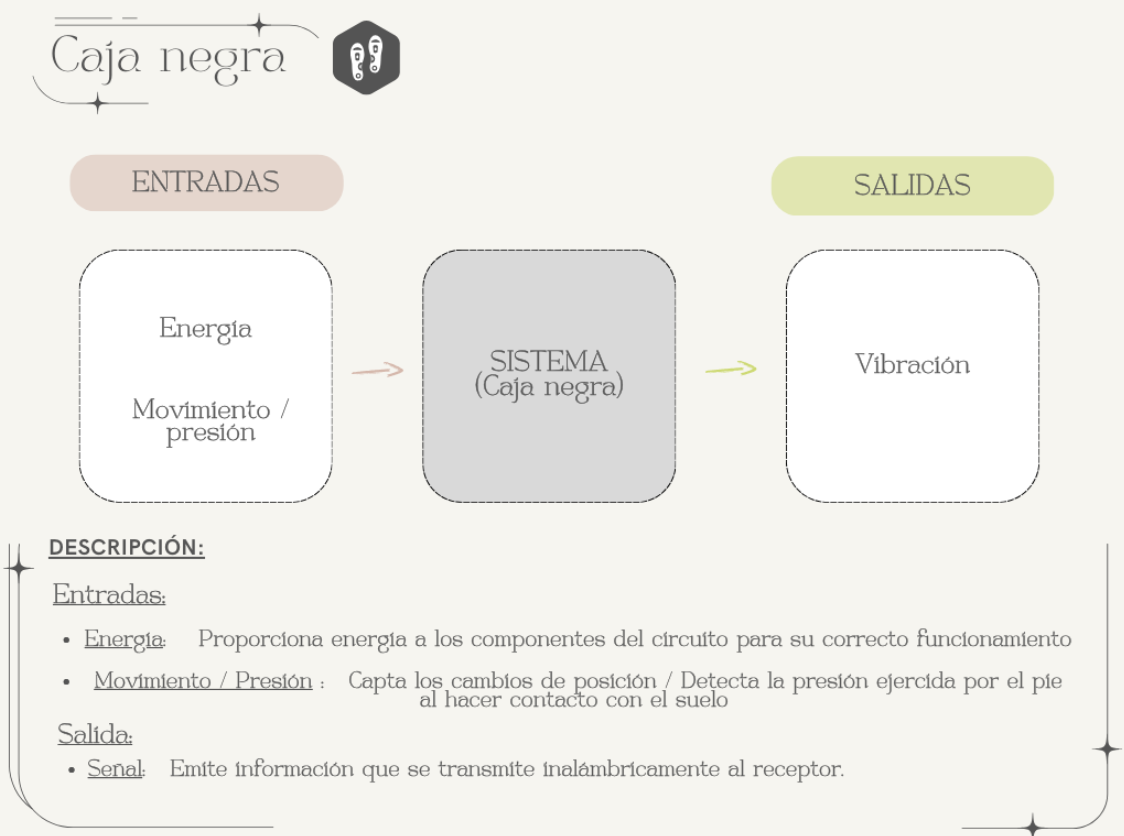 Caja negra
ENTRADAS
SALIDAS
Energía
Movimiento /
presión
SISTEMA
(Caja negra)
Vibración
DESCRIPCIÓN:
Entradas:
• Energía: Proporciona energía a los componentes del circuito para su correcto funcionamiento
• Movimiento / Presión : Capta los cambios de posición / Detecta la presión ejercida por el pie
al hacer contacto con el suelo
Salida:
• Señal: Emite información que se transmite inalámbricamente al receptor.